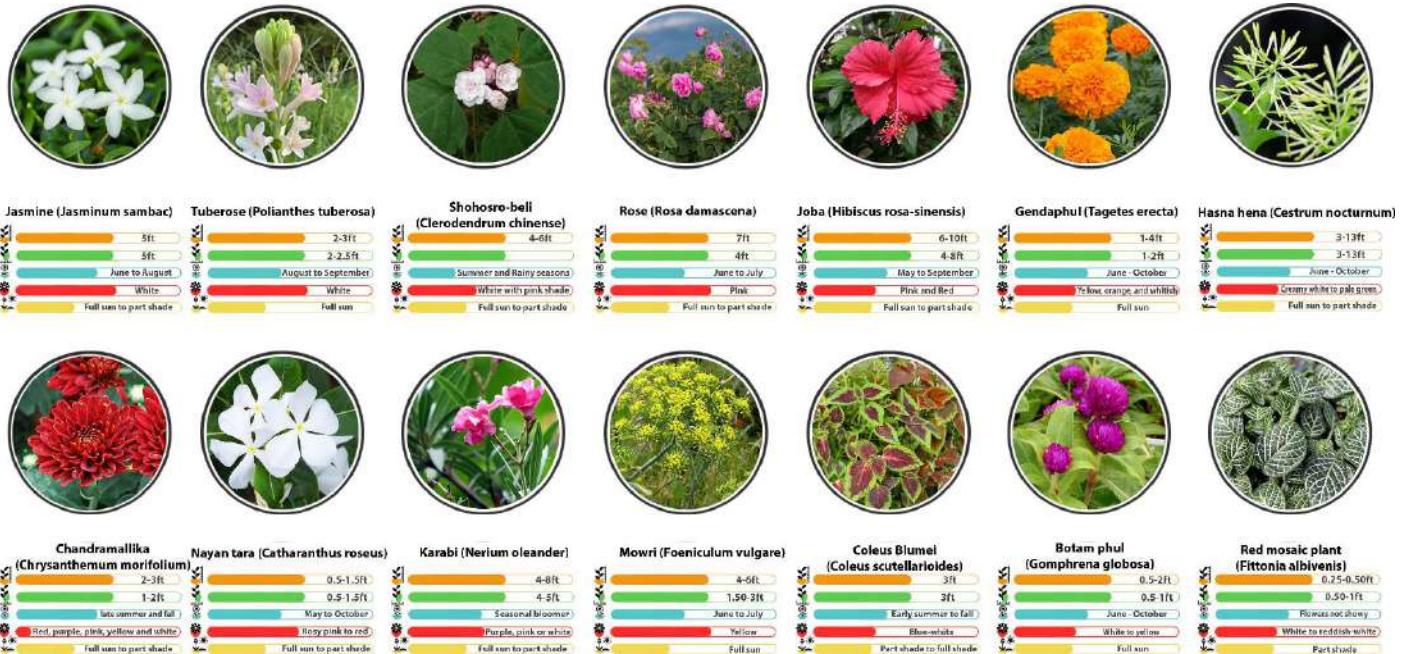 Jasmine (Jasminum sambac)
5ft
5ft
June to August
White
Full sun to part shade
Tuberose (Polianthes tuberosa)
2-3ft
2-2.5ft
August to September
White
Full sun
Shohosro-beli
(Clerodendrum chinense)
4-6ft
Summer and Rainy seasons
White with pink shade
Full sun to part shade
Rose (Rosa damascena)
7ft
4ft
June to July
Pink
Full sun to part shade
Joba (Hibiscus rosa-sinensis)
6-10ft
4-8ft
May to September
Pink and Red
Full sun to part shade
Gendaphul (Tagetes erecta)
1-4ft
1-2ft
June - October
Yellow, orange, and whitish
Full sun
Hasna hena (Cestrum nocturnum)
3-13ft
3-13ft
June - October
Creamy white to pale green
Full sun to part shade
Chandramallika
(Chrysanthemum morifolium)
2-3ft
1-2ft
late summer and fall
Red, purple, pink, yellow and white
Full sun to part shade
Nayan tara (Catharanthus roseus)
0.5-1.5ft
0.5-1.5ft
May to October
Rosy pink to red
Full sun to part shade
Karabi (Nerium oleander)
4-8ft
4-5ft
Seasonal bloomer
Purple, pink or white
Full sun to part shade
Mowri (Foeniculum vulgare)
4-6ft
1.50-3ft
June to July
Yellow
Full sun
Coleus Blumei
(Coleus scutellarioides)
3ft
3ft
Early summer to fall
Blue-white
Part shade to full shade
Botam phul
(Gomphrena globosa)
0.5-2ft
0.5-1ft
June - October
White to yellow
Full sun
Red mosaic plant
(Fittonia albivenis)
0.25-0.50ft
0.50-1ft
Flowers not showy
White to reddish-white
Part shade